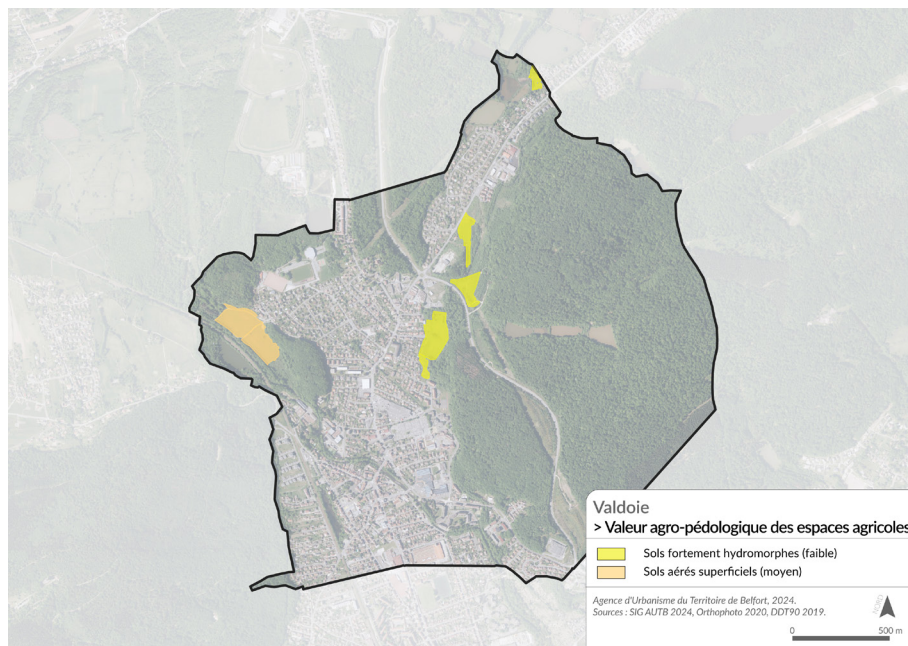 Valdoie
> Valeur agro-pédologique des espaces agricoles
Sols fortement hydromorphes (faible)
Sols aérés superficiels (moyen)
Agence d'Urbanisme du Territoire de Belfort, 2024.
Sources : SIG AUTB 2024, Orthophoto 2020, DDT90 2019.
NORD
0 500 m